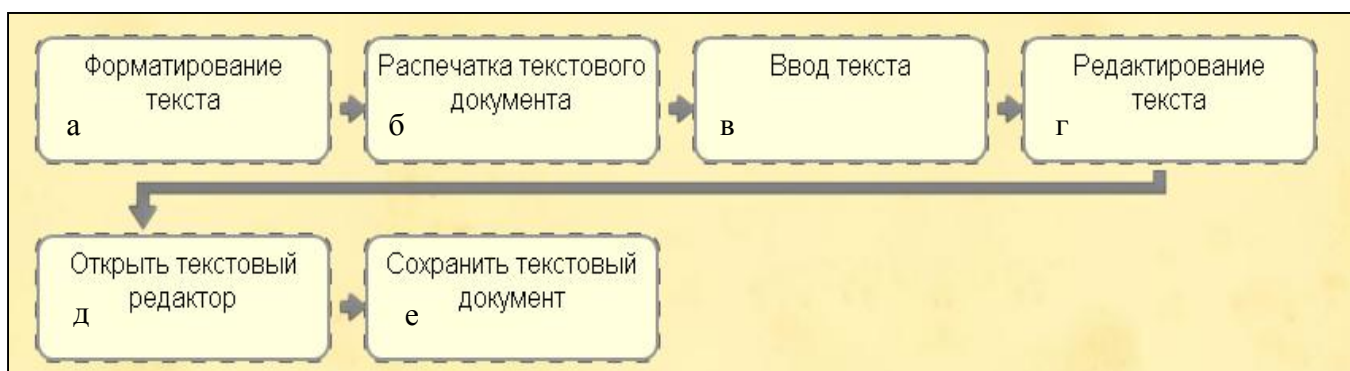 Форматирование
текста
а
Распечатка текстового
документа
б
Ввод текста
в
Редактирование
текста
г
Открыть текстовый
редактор
д
Сохранить текстовый
документ
е